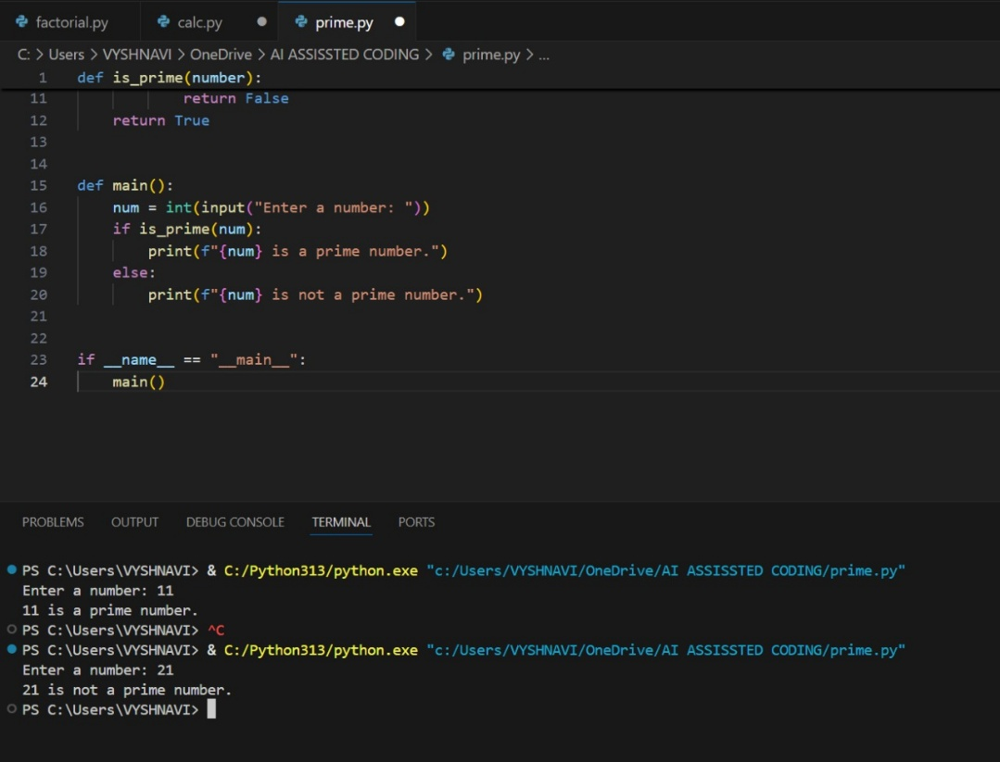 factorial.py calc.py prime.py
C: > Users > VYSHNAVI > OneDrive > AI ASSISSTED CODING > prime.py > ...
1 def is_prime(number):
11 return False
12 return True
13
14
15 def main():
16 num = int(input("Enter a number: "))
17 if is_prime(num):
18 print(f"{num} is a prime number.")
19 else:
20 print(f"{num} is not a prime number.")
21
22
23 if __name__ == "__main__":
24 main()
PROBLEMS OUTPUT DEBUG CONSOLE TERMINAL PORTS
PS C:\Users\VYSHNAVI> & C:/Python313/python.exe "c:/Users/VYSHNAVI/OneDrive/AI ASSISSTED CODING/prime.py"
Enter a number: 11
11 is a prime number.
PS C:\Users\VYSHNAVI> ^C
PS C:\Users\VYSHNAVI> & C:/Python313/python.exe "c:/Users/VYSHNAVI/OneDrive/AI ASSISSTED CODING/prime.py"
Enter a number: 21
21 is not a prime number.
PS C:\Users\VYSHNAVI>